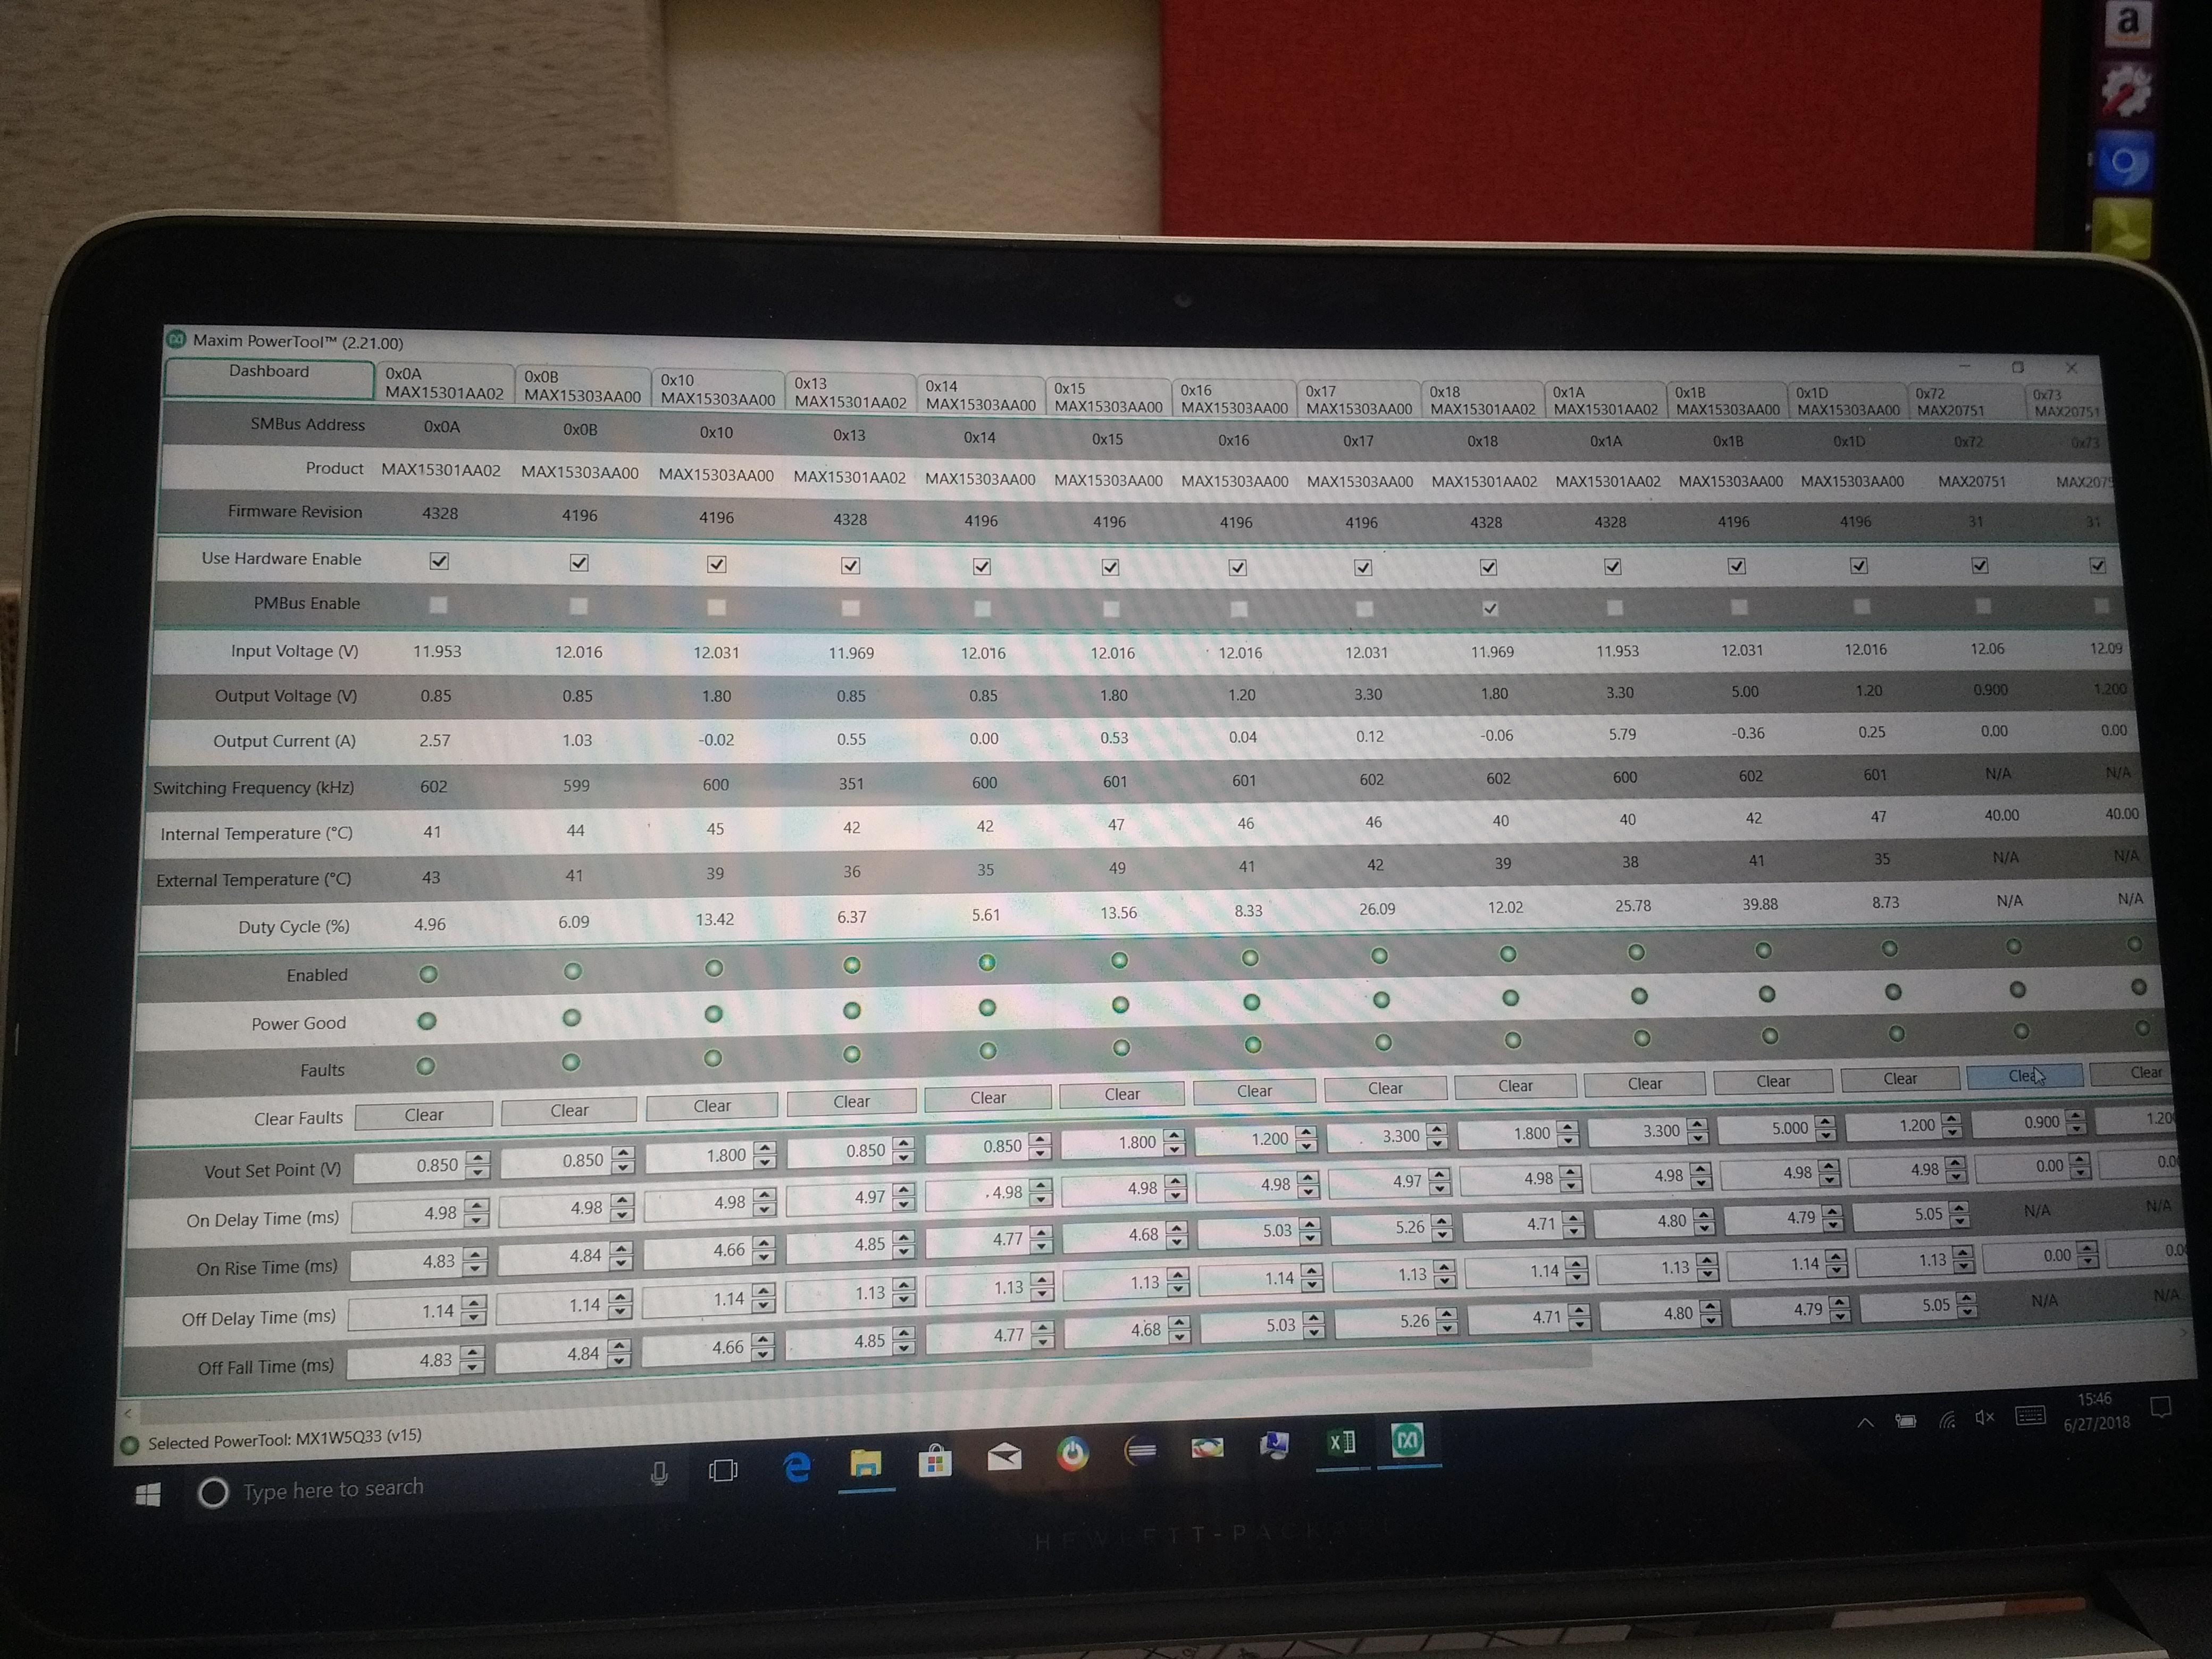 a
Maxim PowerTool™ (2.21.00)
Dashboard 0x0A MAX15301AA02 0x0B MAX15303AA00 0x10 MAX15303AA00 0x13 MAX15301AA02 0x14 MAX15303AA00 0x15 MAX15303AA00 0x16 MAX15303AA00 0x17 MAX15303AA00 0x18 MAX15301AA02 0x1A MAX15301AA02 0x1B MAX15303AA00 0x1D MAX15303AA00 0x72 MAX20751 0x73 MAX20751
SMBus Address 0x0A 0x0B 0x10 0x13 0x14 0x15 0x16 0x17 0x18 0x1A 0x1B 0x1D 0x72 0x73
Product MAX15301AA02 MAX15303AA00 MAX15303AA00 MAX15301AA02 MAX15303AA00 MAX15303AA00 MAX15303AA00 MAX15303AA00 MAX15301AA02 MAX15301AA02 MAX15303AA00 MAX15303AA00 MAX20751 MAX2075
Firmware Revision 4328 4196 4196 4328 4196 4196 4196 4196 4328 4328 4196 4196 31 31
Use Hardware Enable
PMBus Enable
Input Voltage (V) 11.953 12.016 12.031 11.969 12.016 12.016 12.016 12.031 11.969 11.953 12.031 12.016 12.06 12.09
Output Voltage (V) 0.85 0.85 1.80 0.85 0.85 1.80 1.20 3.30 1.80 3.30 5.00 1.20 0.900 1.200
Output Current (A) 2.57 1.03 -0.02 0.55 0.00 0.53 0.04 0.12 -0.06 5.79 -0.36 0.25 0.00 0.00
Switching Frequency (kHz) 602 599 600 351 600 601 601 602 602 600 602 601 N/A N/A
Internal Temperature (°C) 41 44 45 42 42 47 46 46 40 40 42 47 40.00 40.00
External Temperature (°C) 43 41 39 36 35 49 41 42 39 38 41 35 N/A N/A
Duty Cycle (%) 4.96 6.09 13.42 6.37 5.61 13.56 8.33 26.09 12.02 25.78 39.88 8.73 N/A N/A
Enabled
Power Good
Faults
Clear Faults Clear Clear Clear Clear Clear Clear Clear Clear Clear Clear Clear Clear Clear Clear
Vout Set Point (V) 0.850 0.850 1.800 0.850 0.850 1.800 1.200 3.300 1.800 3.300 5.000 1.200 0.900 1.20
On Delay Time (ms) 4.98 4.98 4.98 4.97 4.98 4.98 4.98 4.97 4.98 4.98 4.98 4.98 0.00 0.0
On Rise Time (ms) 4.83 4.84 4.66 4.85 4.77 4.68 5.03 5.26 4.71 4.80 4.79 5.05 N/A N/A
Off Delay Time (ms) 1.14 1.14 1.14 1.13 1.13 1.13 1.14 1.13 1.14 1.13 1.14 1.13 0.00 0.0
Off Fall Time (ms) 4.83 4.84 4.66 4.85 4.77 4.68 5.03 5.26 4.71 4.80 4.79 5.05 N/A N/A
Selected PowerTool: MX1W5Q33 (v15)
Type here to search
15:46
6/27/2018
HEWLETT-PACKARD